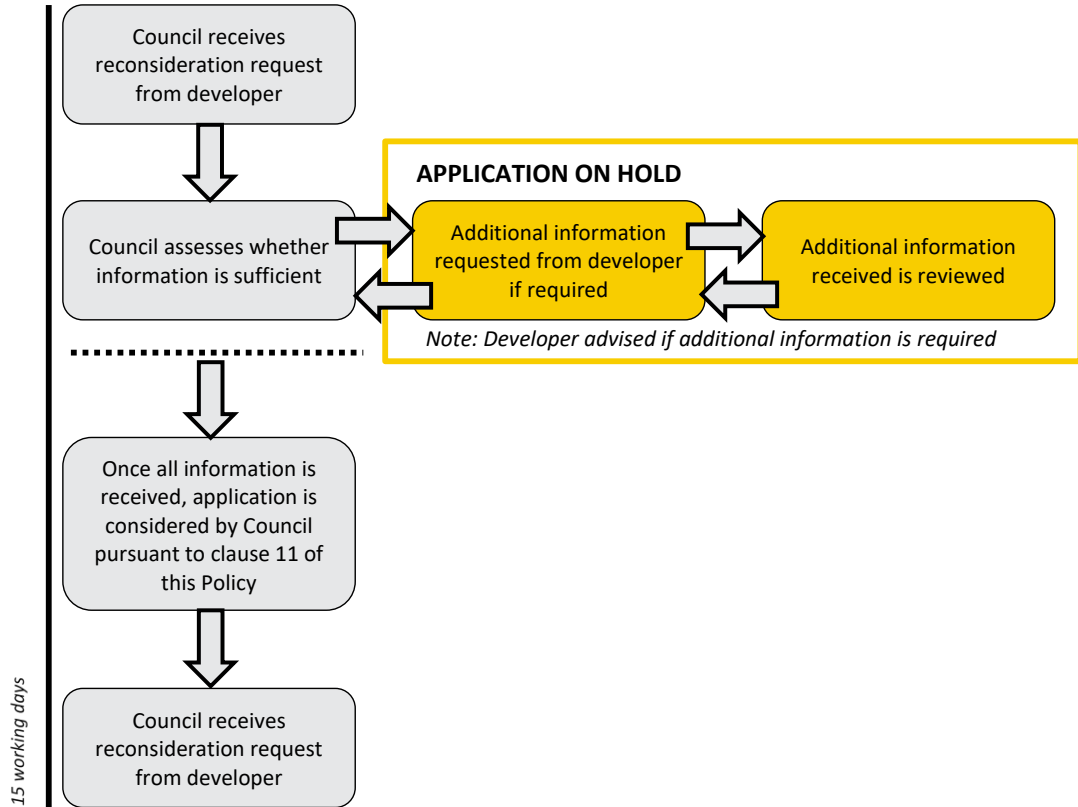 Council receives
reconsideration request
from developer
APPLICATION ON HOLD
Council assesses whether
information is sufficient
Additional information
requested from developer
if required
Additional information
received is reviewed
Note: Developer advised if additional information is required
Once all information is
received, application is
considered by Council
pursuant to clause 11 of
this Policy
Council receives
reconsideration request
from developer
15 working days